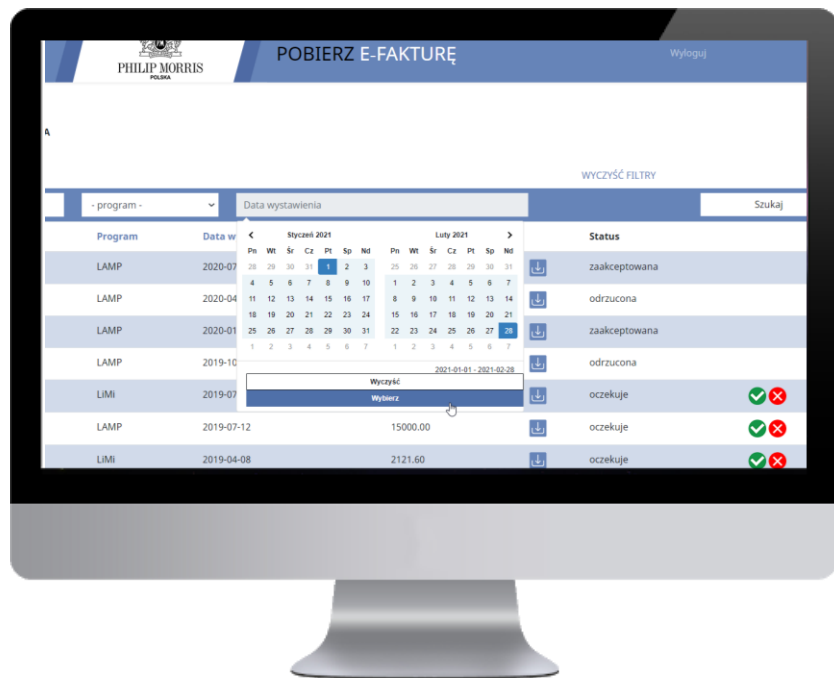 PHILIP MORRIS
POLSKA
POBIERZ E-FAKTURĘ
Wyloguj
A
WYCZYŚĆ FILTRY
- program -
Data wystawienia
Szukaj
Program
Data w
Status
Styczeń 2021
Luty 2021
Pn Wt Śr Cz Pt Sp Nd Pn Wt Śr Cz Pt Sp Nd
28 29 30 31 1 2 3 25 26 27 28 29 30 31
4 5 6 7 8 9 10 1 2 3 4 5 6 7
11 12 13 14 15 16 17 8 9 10 11 12 13 14
18 19 20 21 22 23 24 15 16 17 18 19 20 21
25 26 27 28 29 30 31 22 23 24 25 26 27 28
1 2 3 4 5 6 7 1 2 3 4 5 6 7
2021-01-01 - 2021-02-28
Wyczyść
Wybierz
LAMP 2020-07 zaakceptowana
LAMP 2020-04 odrzucona
LAMP 2020-01 zaakceptowana
LAMP 2019-10 odrzucona
LiMi 2019-07 oczekuje
LAMP 2019-07-12 15000.00 oczekuje
LiMi 2019-04-08 2121.60 oczekuje